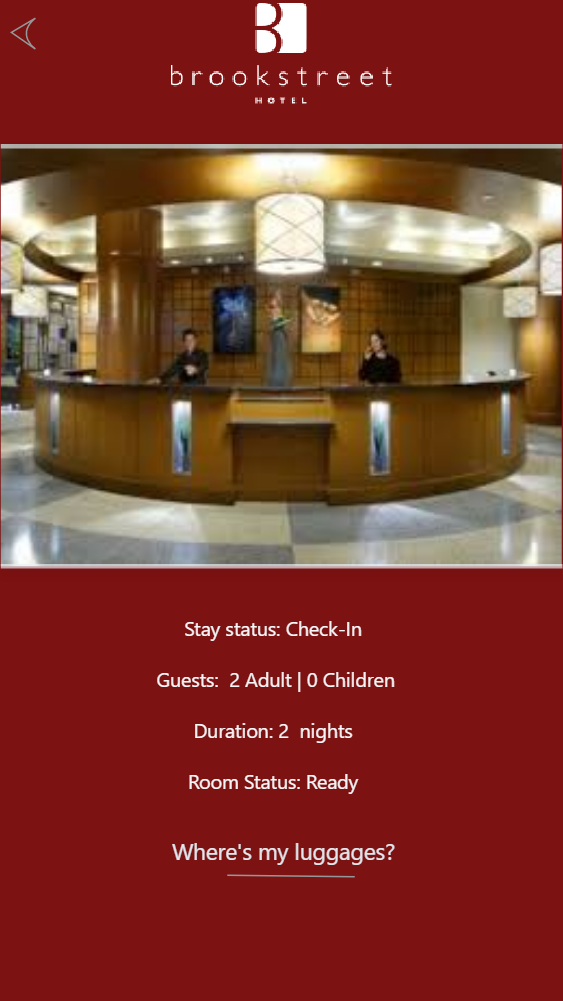 B
brookstreet
HOTEL
Stay status: Check-In
Guests: 2 Adult | 0 Children
Duration: 2 nights
Room Status: Ready
Where's my luggages?